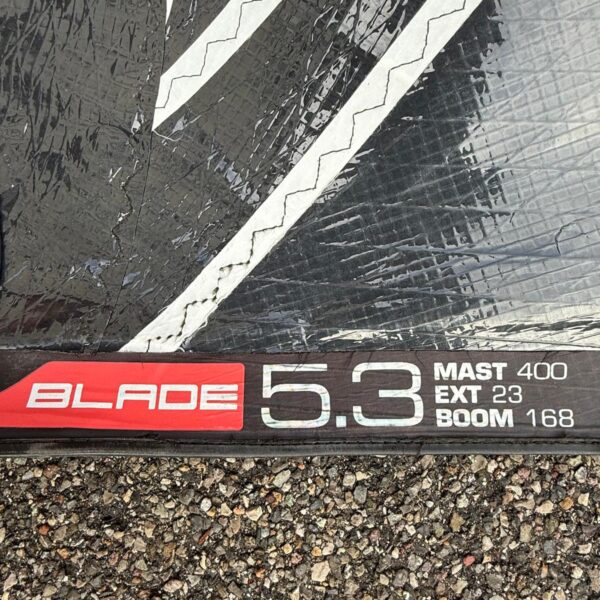 BLADE 5.3
MAST 400
EXT 23
BOOM 168